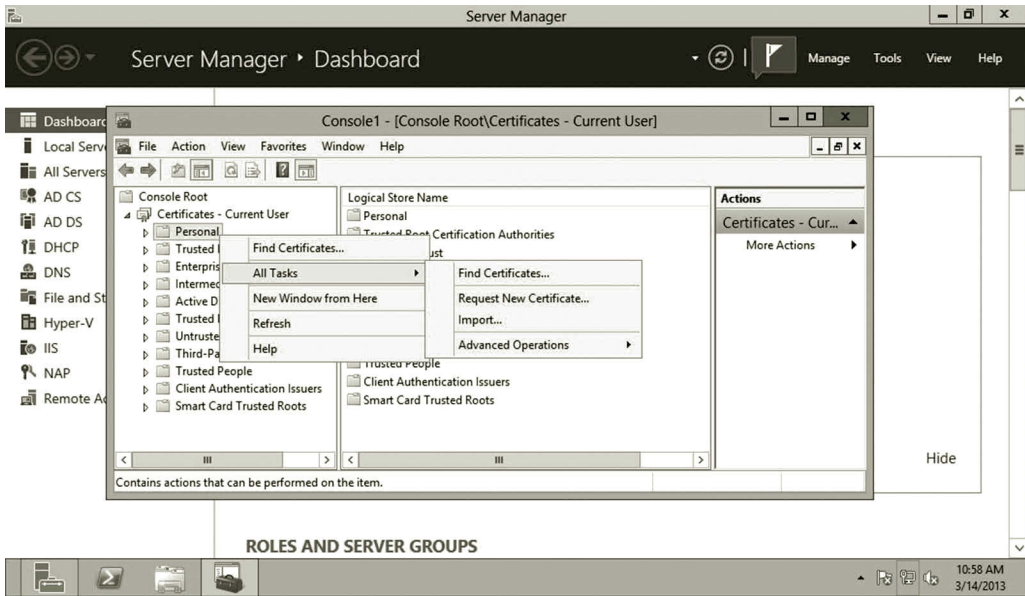 Server Manager
Server Manager ‣ Dashboard
Manage Tools View Help
Dashboard
Local Serv
All Servers
AD CS
AD DS
DHCP
DNS
File and St
Hyper-V
IIS
NAP
Remote Ac
Console1 - [Console Root\Certificates - Current User]
File Action View Favorites Window Help
Console Root
Certificates - Current User
Personal
Trusted
Enterpris
Intermed
Active D
Trusted
Untruste
Third-Pa
Trusted People
Client Authentication Issuers
Smart Card Trusted Roots
Find Certificates...
All Tasks
New Window from Here
Refresh
Help
Find Certificates...
Request New Certificate...
Import...
Advanced Operations
Logical Store Name
Personal
Trusted Root Certification Authorities
ust
Trusted People
Client Authentication Issuers
Smart Card Trusted Roots
Actions
Certificates - Cur...
More Actions
Contains actions that can be performed on the item.
Hide
ROLES AND SERVER GROUPS
10:58 AM
3/14/2013